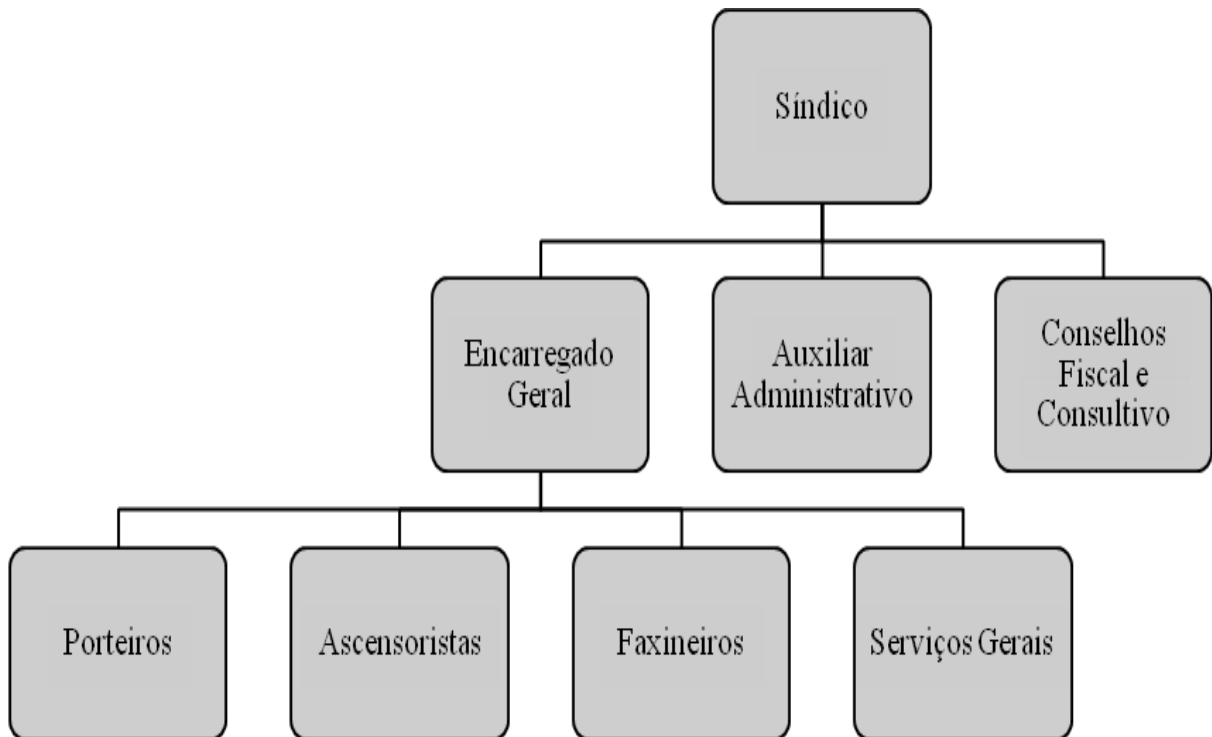 Síndico
Encarregado
Geral
Auxiliar
Administrativo
Conselhos
Fiscal e
Consultivo
Porteiros
Ascensoristas
Faxineiros
Serviços Gerais